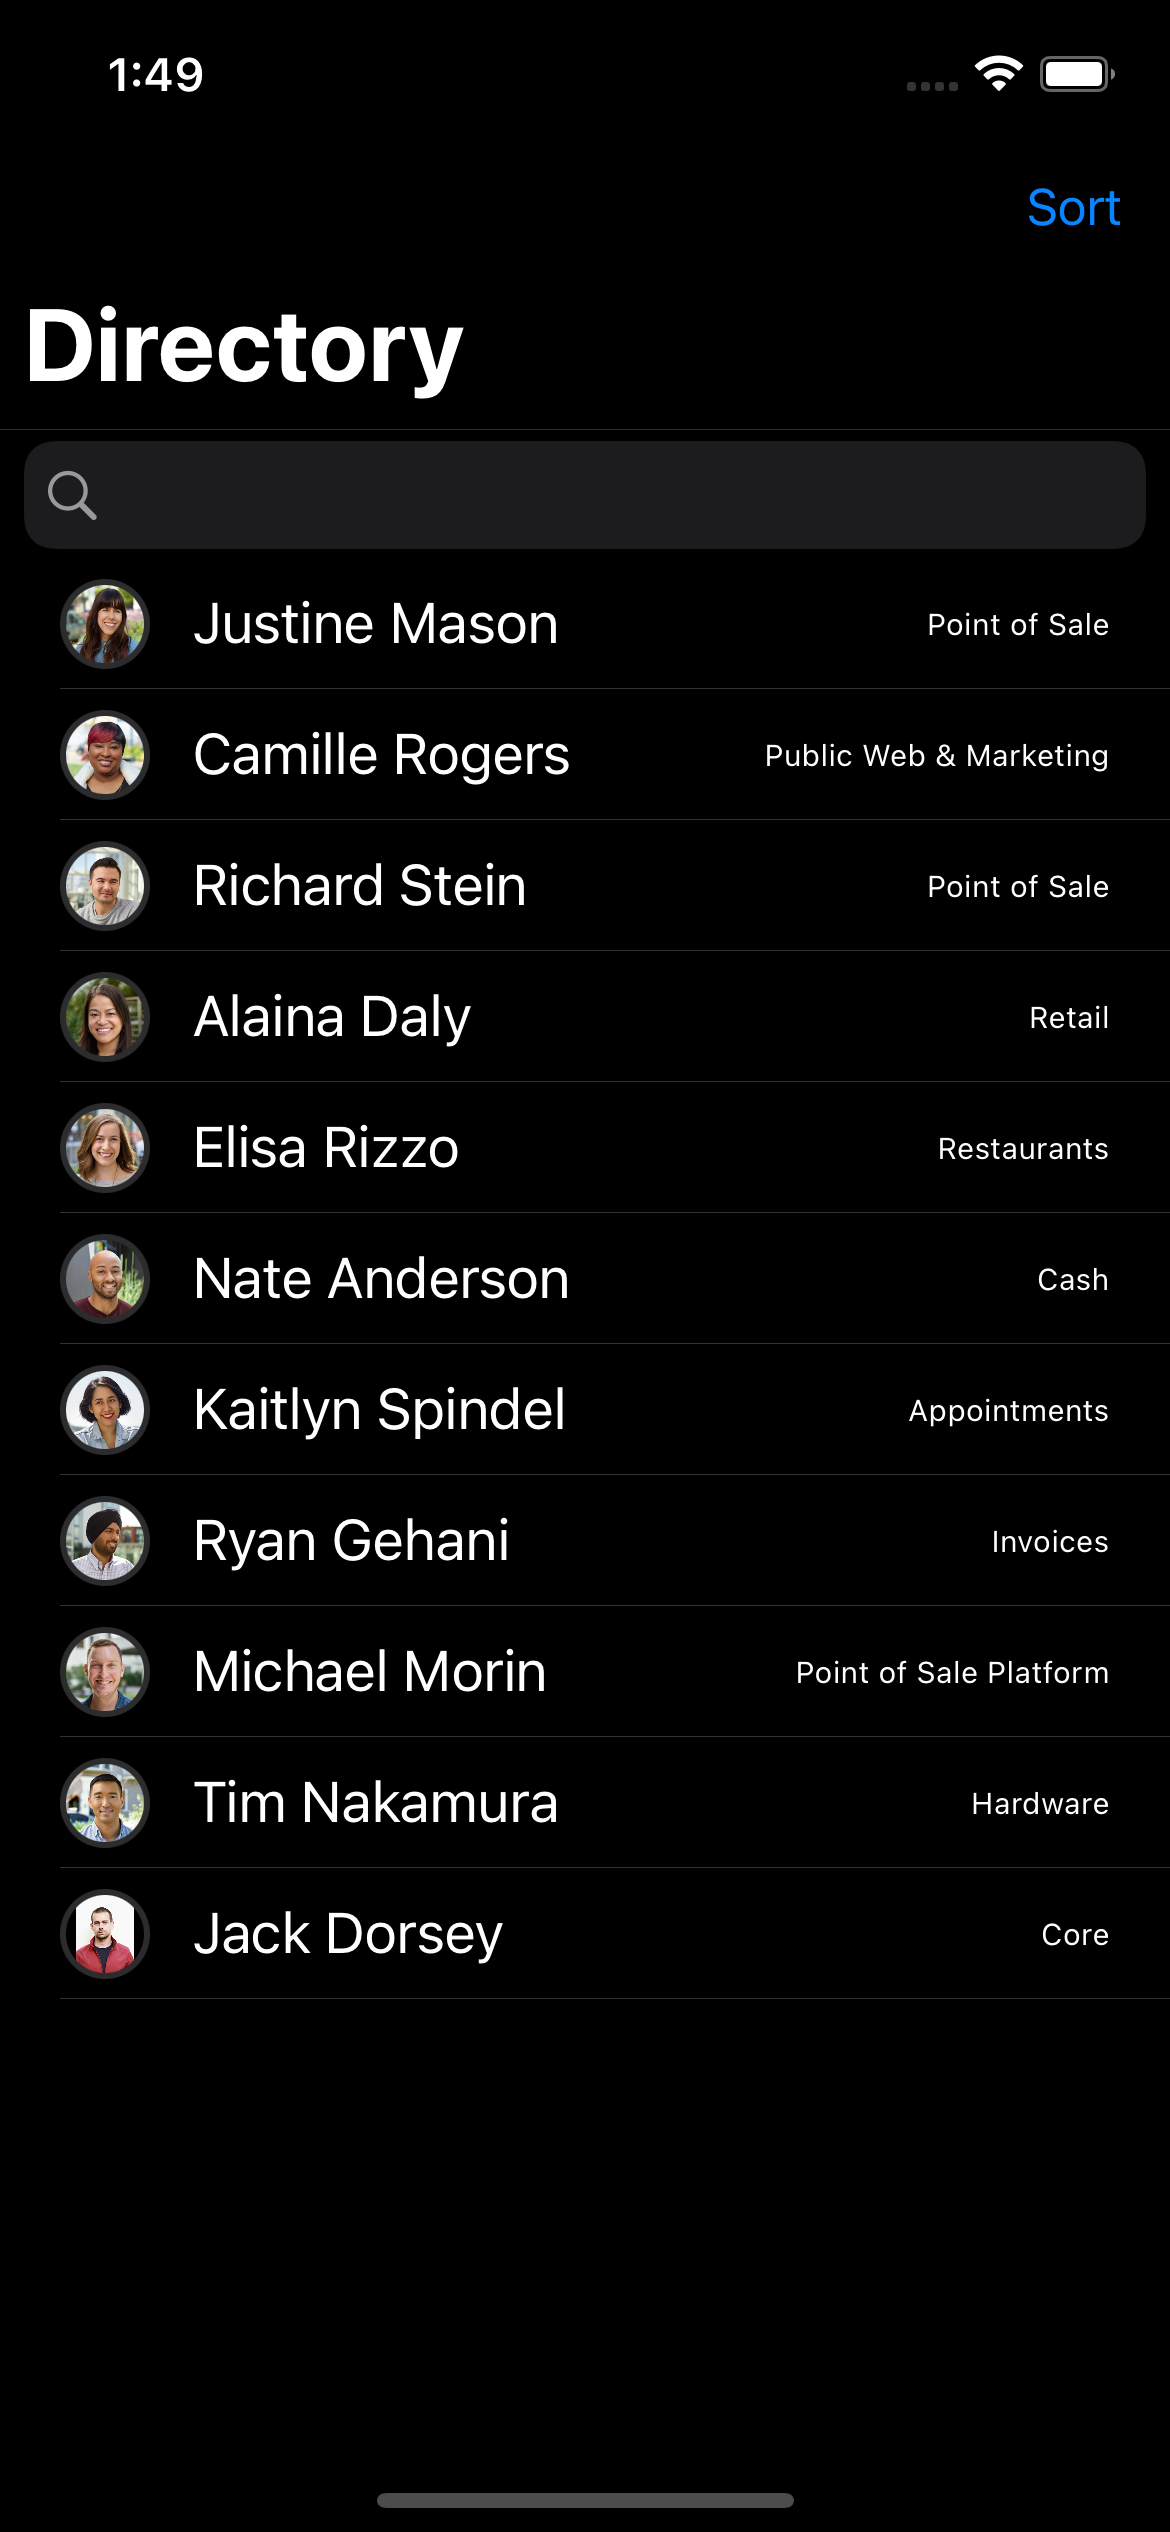 1:49
Sort
Directory
Justine Mason Point of Sale
Camille Rogers Public Web & Marketing
Richard Stein Point of Sale
Alaina Daly Retail
Elisa Rizzo Restaurants
Nate Anderson Cash
Kaitlyn Spindel Appointments
Ryan Gehani Invoices
Michael Morin Point of Sale Platform
Tim Nakamura Hardware
Jack Dorsey Core